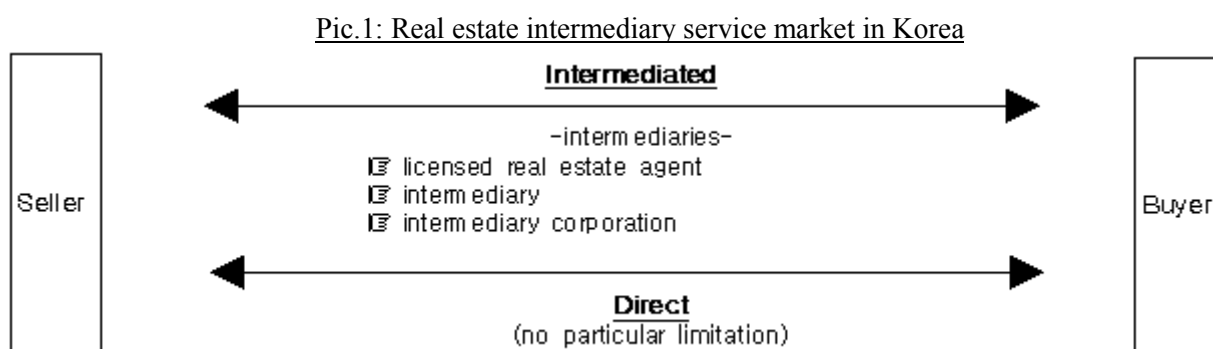 Pic.1: Real estate intermediary service market in Korea
Intermediated
-intermediaries-
☞ licensed real estate agent
☞ intermediary
☞ intermediary corporation
Seller
Buyer
Direct
(no particular limitation)